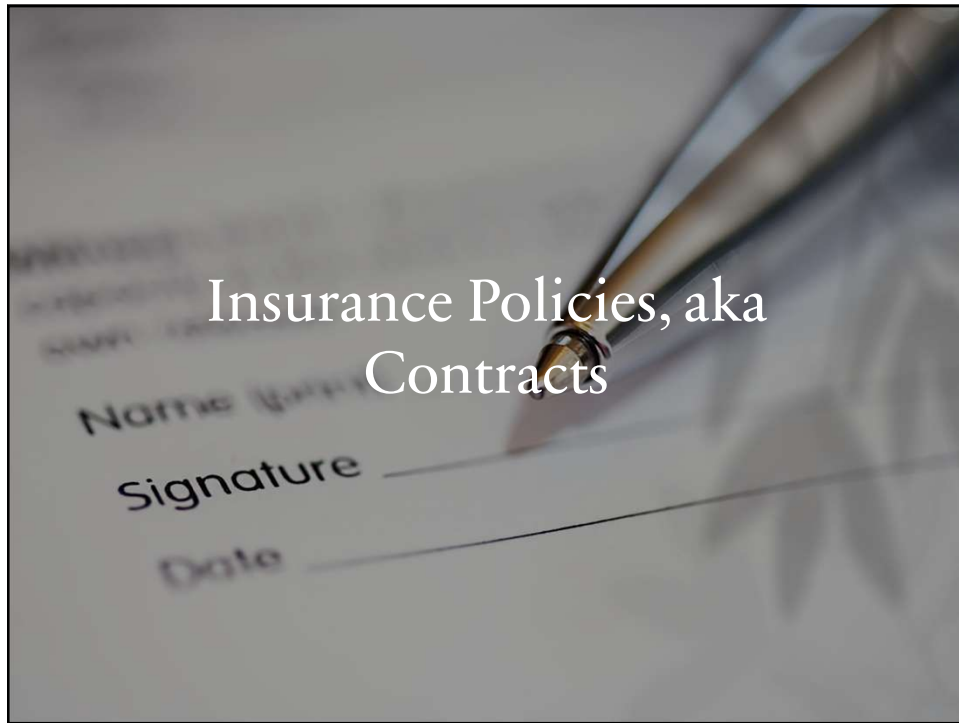 Insurance Policies, aka
Contracts
Name
Signature
Date